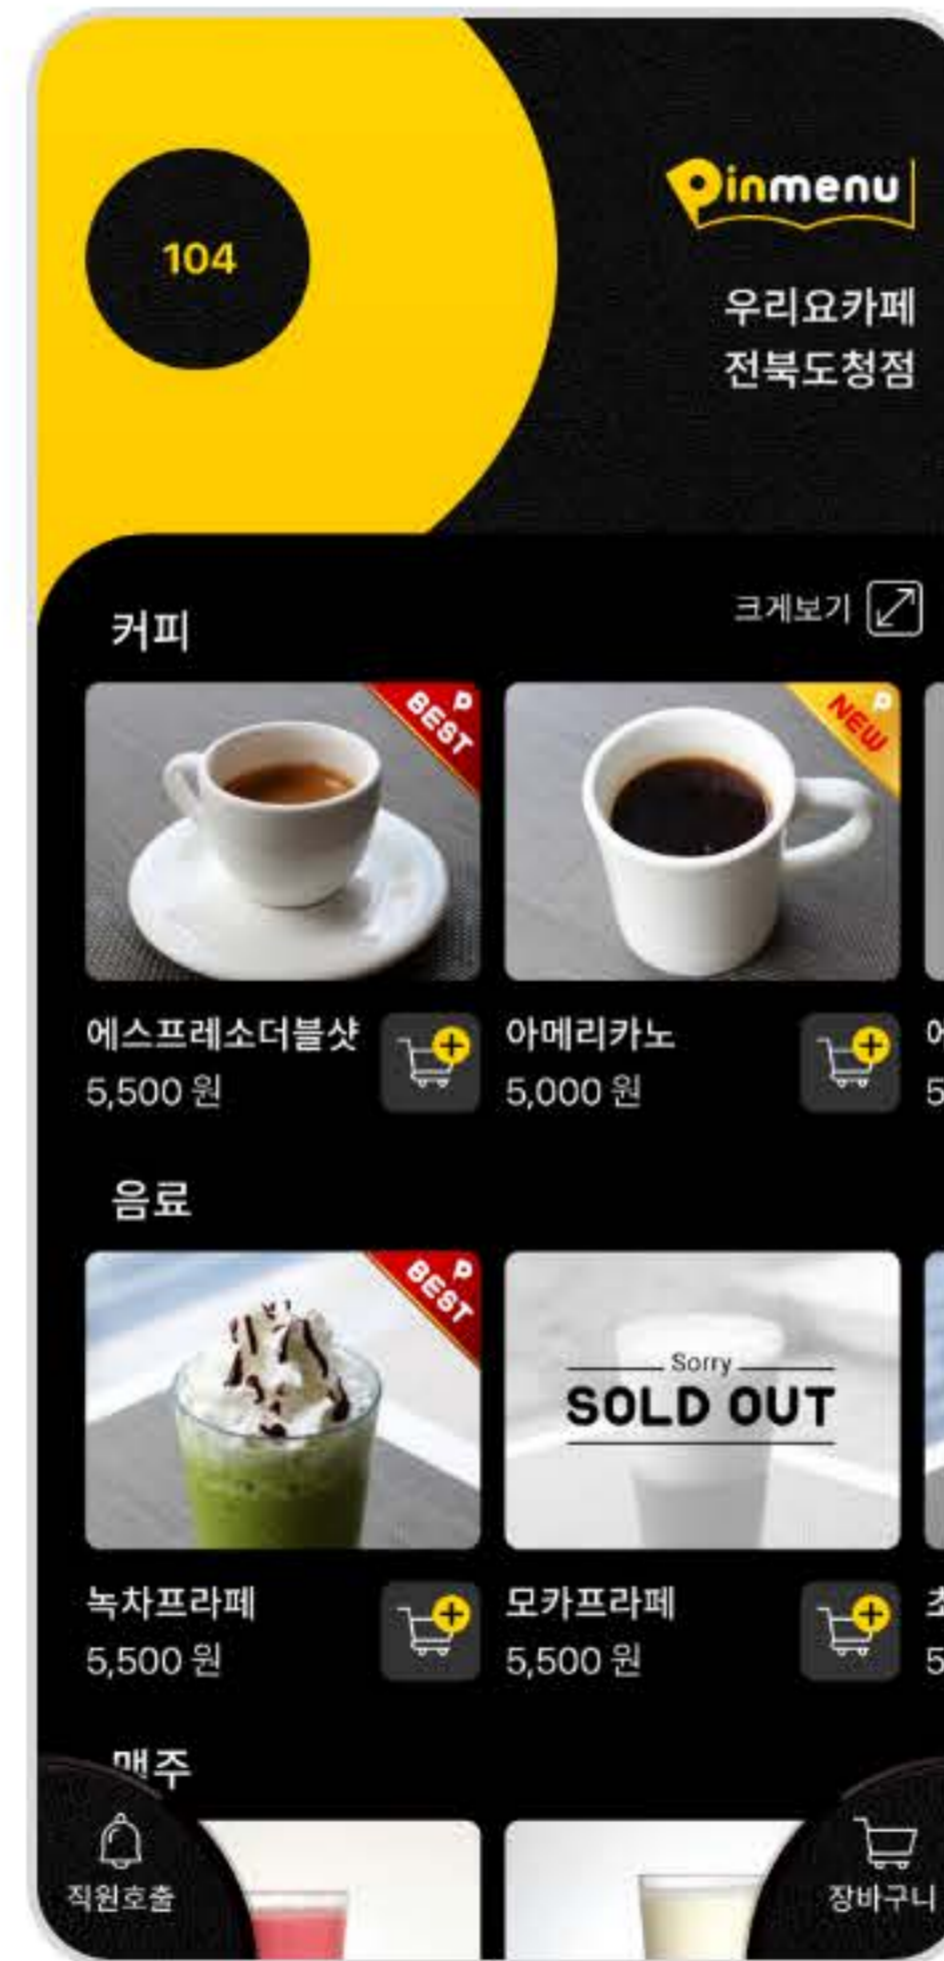 104
Pinmenu
우리요카페
전북도청점
커피
크게보기
BEST
NEW
에스프레소더블샷
5,500 원
아메리카노
5,000 원
음료
BEST
Sorry
SOLD OUT
녹차프라페
5,500 원
모카프라페
5,500 원
맥주
직원호출
장바구니